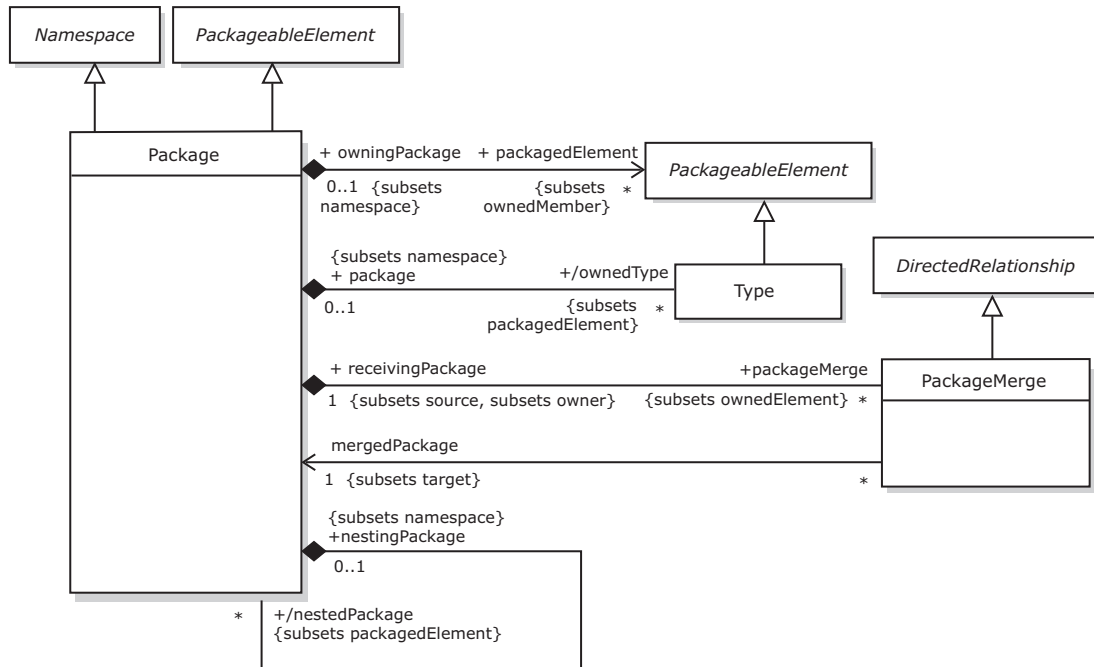 Namespace
PackageableElement
Package
+ owningPackage
+ packagedElement
0..1 {subsets
namespace}
{subsets *
ownedMember}
PackageableElement
{subsets namespace}
+ package
+/ownedType
0..1
{subsets *
packagedElement}
Type
DirectedRelationship
+ receivingPackage
+packageMerge
1 {subsets source, subsets owner}
{subsets ownedElement} *
PackageMerge
mergedPackage
1 {subsets target}
*
{subsets namespace}
+nestingPackage
0..1
* +/nestedPackage
{subsets packagedElement}